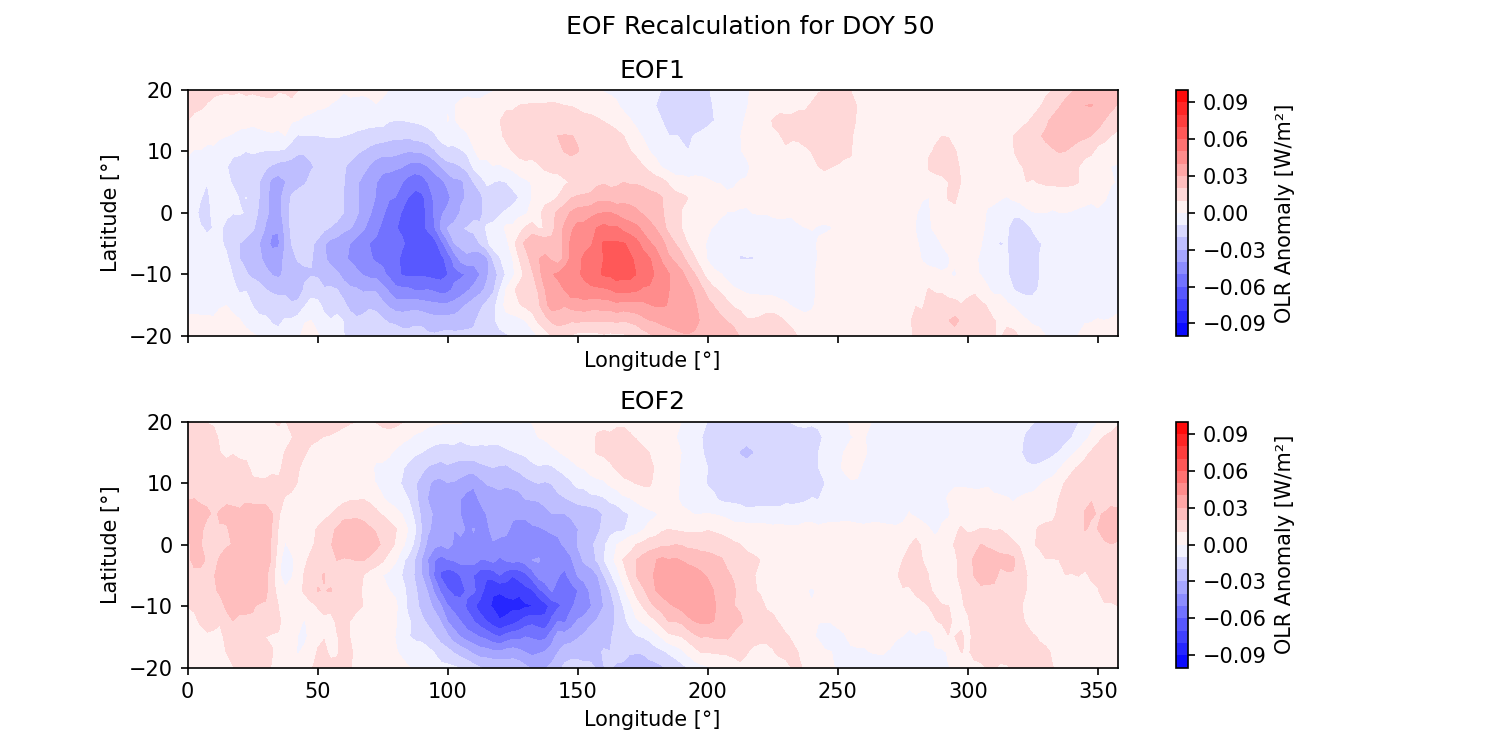 EOF Recalculation for DOY 50
EOF1
20
10
0
−10
−20
Latitude [°]
Longitude [°]
0.09
0.06
0.03
0.00
−0.03
−0.06
−0.09
OLR Anomaly [W/m²]
EOF2
20
10
0
−10
−20
Latitude [°]
0 50 100 150 200 250 300 350
Longitude [°]
0.09
0.06
0.03
0.00
−0.03
−0.06
−0.09
OLR Anomaly [W/m²]